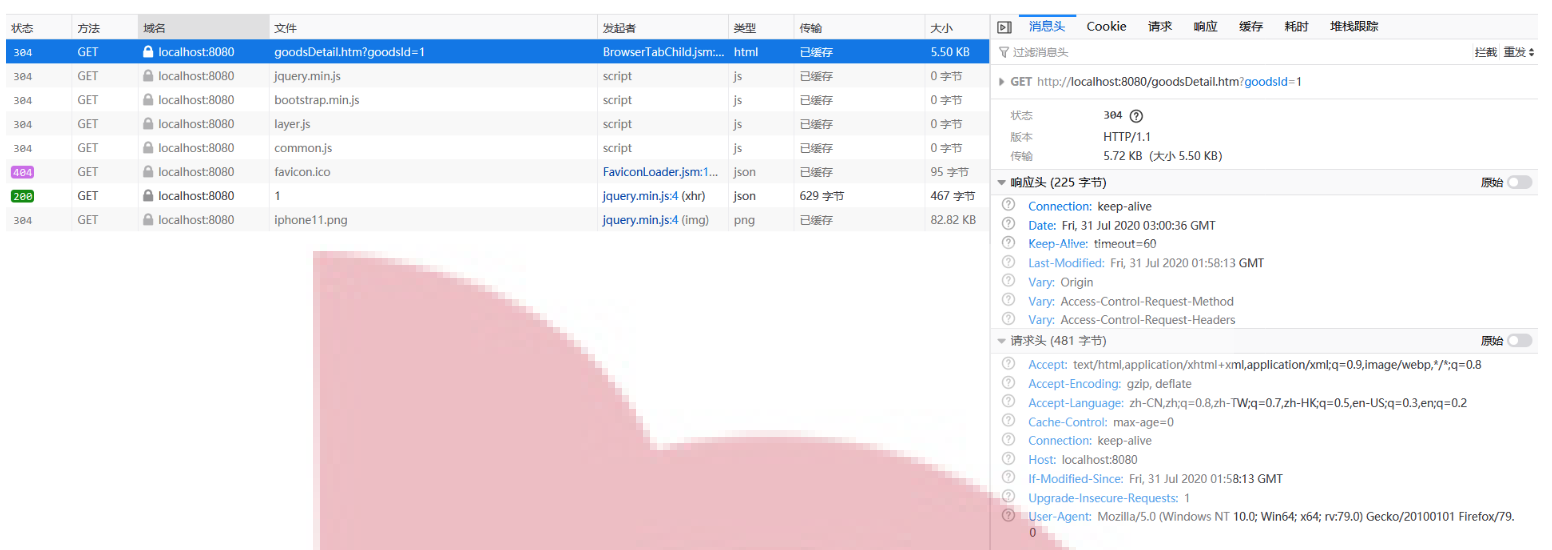 状态 方法 域名 文件 发起者 类型 传输 大小
304 GET localhost:8080 goodsDetail.htm?goodsId=1 BrowserTabChild.jsm:... html 已缓存 5.50 KB
304 GET localhost:8080 jquery.min.js script js 已缓存 0 字节
304 GET localhost:8080 bootstrap.min.js script js 已缓存 0 字节
304 GET localhost:8080 layer.js script js 已缓存 0 字节
304 GET localhost:8080 common.js script js 已缓存 0 字节
404 GET localhost:8080 favicon.ico FaviconLoader.jsm:1... json 已缓存 95 字节
200 GET localhost:8080 1 jquery.min.js:4 (xhr) json 629 字节 467 字节
304 GET localhost:8080 iphone11.png jquery.min.js:4 (img) png 已缓存 82.82 KB
消息头 Cookie 请求 响应 缓存 耗时 堆栈跟踪
过滤消息头 拦截 重发
GET http://localhost:8080/goodsDetail.htm?goodsId=1
状态 304
版本 HTTP/1.1
传输 5.72 KB (大小 5.50 KB)
响应头 (225 字节) 原始
Connection: keep-alive
Date: Fri, 31 Jul 2020 03:00:36 GMT
Keep-Alive: timeout=60
Last-Modified: Fri, 31 Jul 2020 01:58:13 GMT
Vary: Origin
Vary: Access-Control-Request-Method
Vary: Access-Control-Request-Headers
请求头 (481 字节) 原始
Accept: text/html,application/xhtml+xml,application/xml;q=0.9,image/webp,*/*;q=0.8
Accept-Encoding: gzip, deflate
Accept-Language: zh-CN,zh;q=0.8,zh-TW;q=0.7,zh-HK;q=0.5,en-US;q=0.3,en;q=0.2
Cache-Control: max-age=0
Connection: keep-alive
Host: localhost:8080
If-Modified-Since: Fri, 31 Jul 2020 01:58:13 GMT
Upgrade-Insecure-Requests: 1
User-Agent: Mozilla/5.0 (Windows NT 10.0; Win64; x64; rv:79.0) Gecko/20100101 Firefox/79.
0